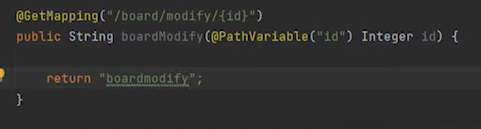 @GetMapping("/board/modify/{id}")
public String boardModify(@PathVariable("id") Integer id) {
return "boardmodify";
}